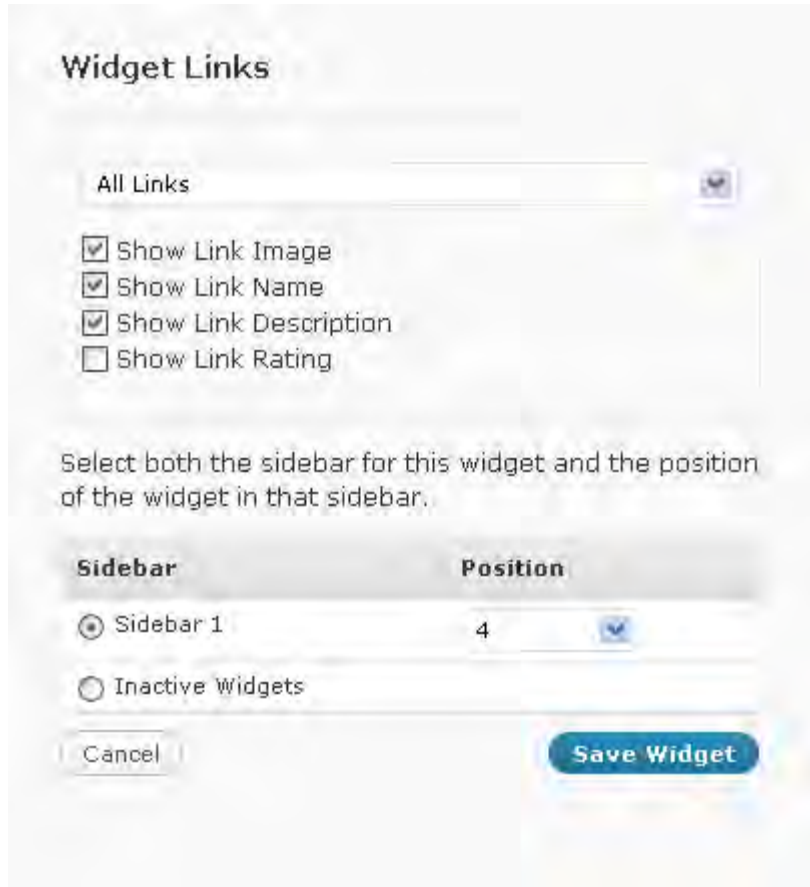 Widget Links
All Links
Show Link Image
Show Link Name
Show Link Description
Show Link Rating
Select both the sidebar for this widget and the position
of the widget in that sidebar.
Sidebar Position
Sidebar 1 4
Inactive Widgets
Cancel Save Widget